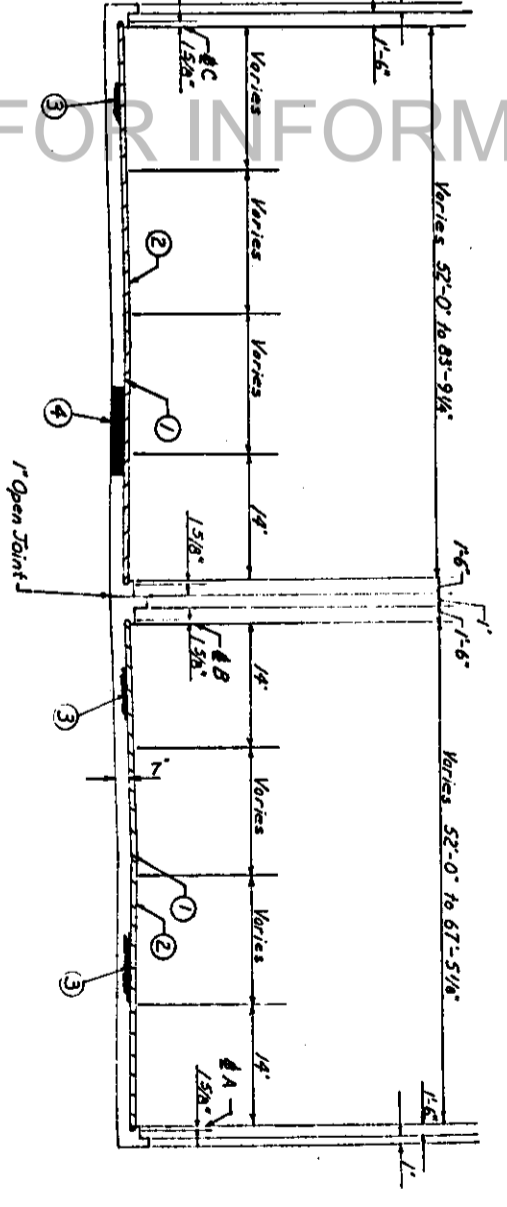 FOR INFORM
1'-6"
Varies 52'-0" to 83'-9¼"
1'-6"
1"
1'-6"
Varies 52'-0" to 67'-5⅛"
1'-6"
1"
Varies
Varies
Varies
14'
14'
Varies
Varies
14'
℄ C
1 5/8"
1 5/8"
℄ B
1 5/8"
℄ A
1 5/8"
7"
3
2
1
4
3
1
2
3
1" Open Joint